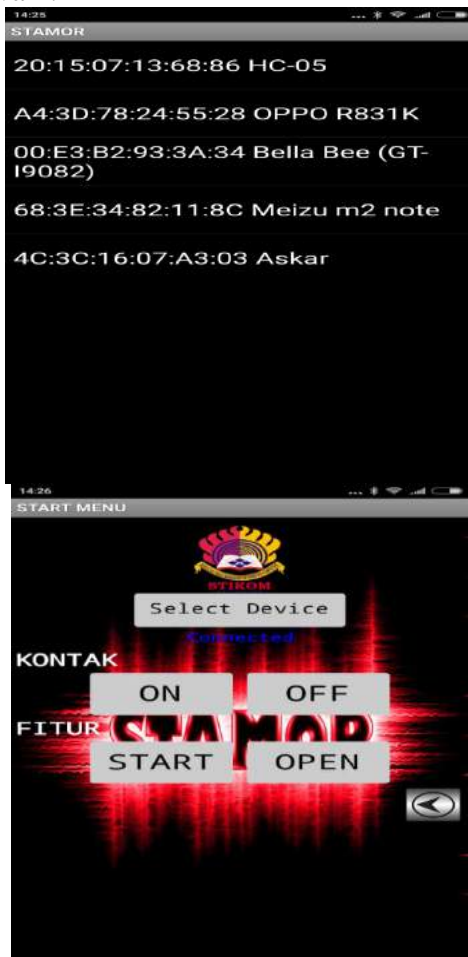 14:25
STAMOR
20:15:07:13:68:86 HC-05
A4:3D:78:24:55:28 OPPO R831K
00:E3:B2:93:3A:34 Bella Bee (GT-
I9082)
68:3E:34:82:11:8C Meizu m2 note
4C:3C:16:07:A3:03 Askar
14:26
START MENU
STIKOM
Select Device
Connected
KONTAK
ON OFF
FITUR
STAMOR
START OPEN